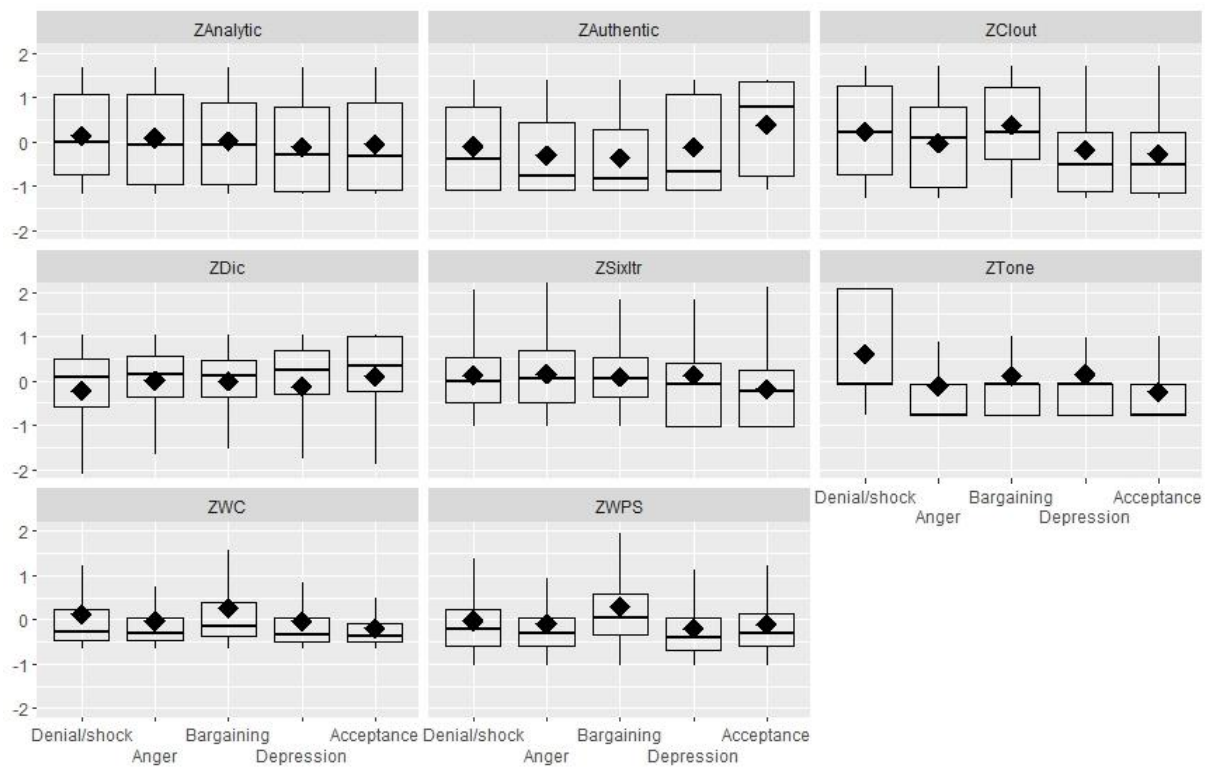 ZAnalytic ZAuthentic ZClout
2
1
0
-1
-2
ZDic ZSixltr ZTone
2
1
0
-1
-2
Denial/shock Bargaining Acceptance
Anger Depression
ZWC ZWPS
2
1
0
-1
-2
Denial/shock Bargaining Acceptance Denial/shock Bargaining Acceptance
Anger Depression Anger Depression